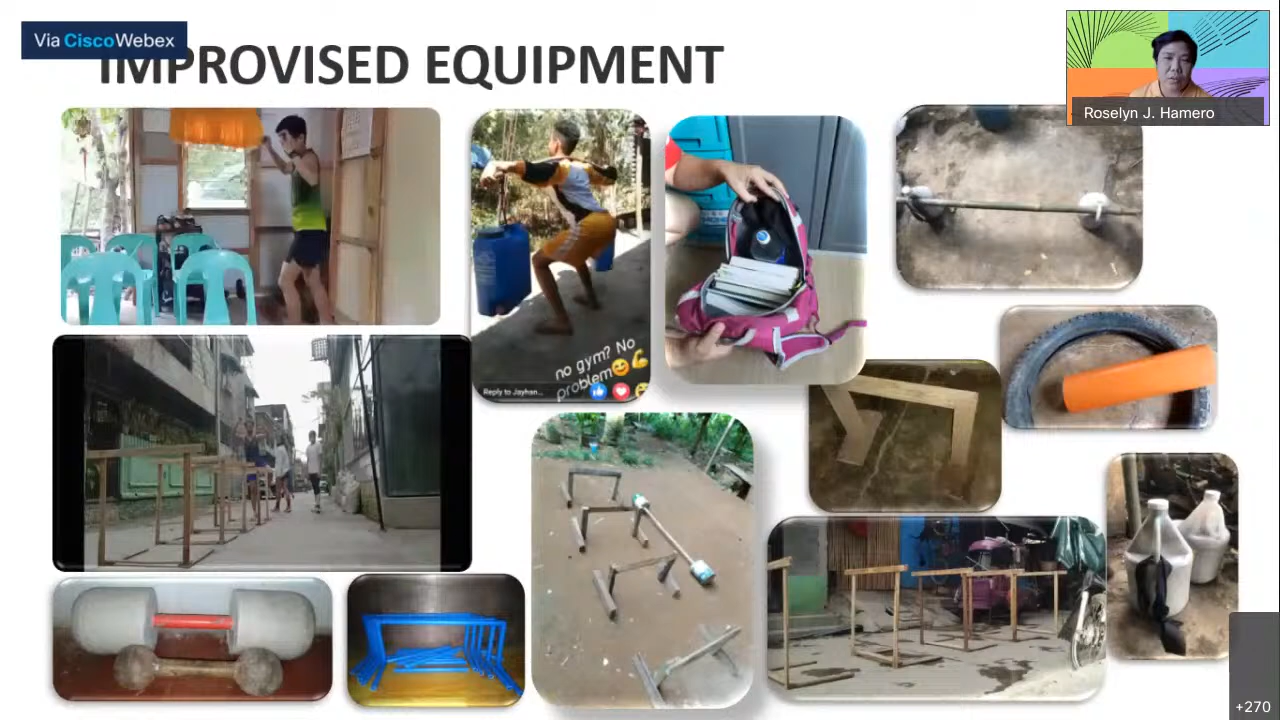 Via CiscoWebex
IMPROVISED EQUIPMENT
Roselyn J. Hamero
no gym? No
problem
Reply to Jayhan...
+270